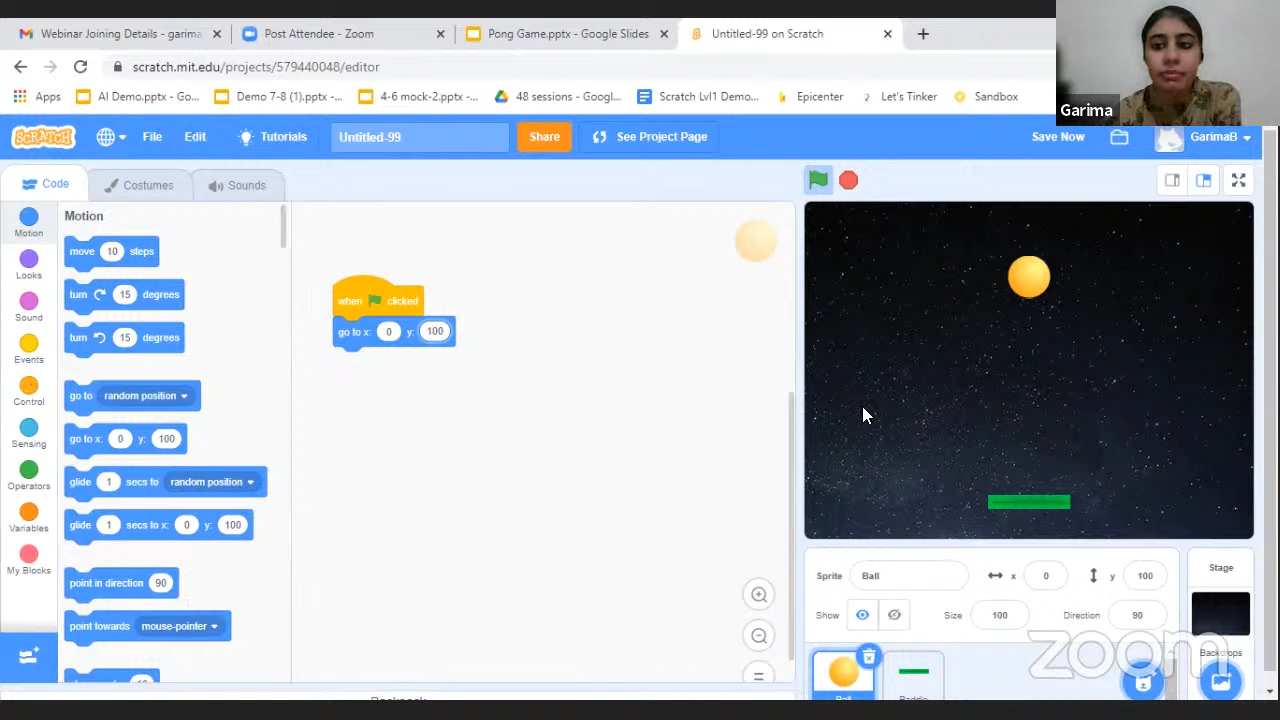 Webinar Joining Details - garima
Post Attendee - Zoom
Pong Game.pptx - Google Slides
Untitled-99 on Scratch
scratch.mit.edu/projects/579440048/editor
Apps
AI Demo.pptx - Go...
Demo 7-8 (1).pptx -...
4-6 mock-2.pptx -...
48 sessions - Googl...
Scratch Lvl1 Demo...
Epicenter
Let's Tinker
Sandbox
Garima
SCRATCH
File
Edit
Tutorials
Untitled-99
Share
See Project Page
Save Now
GarimaB
Code
Costumes
Sounds
Motion
Looks
Sound
Events
Control
Sensing
Operators
Variables
My Blocks
Motion
move 10 steps
turn 15 degrees
turn 15 degrees
go to random position
go to x: 0 y: 100
glide 1 secs to random position
glide 1 secs to x: 0 y: 100
point in direction 90
point towards mouse-pointer
when clicked
go to x: 0 y: 100
Sprite Ball x 0 y 100
Show Size 100 Direction 90
Stage
Backdrops
Ball
Paddle
Backpack
zoom